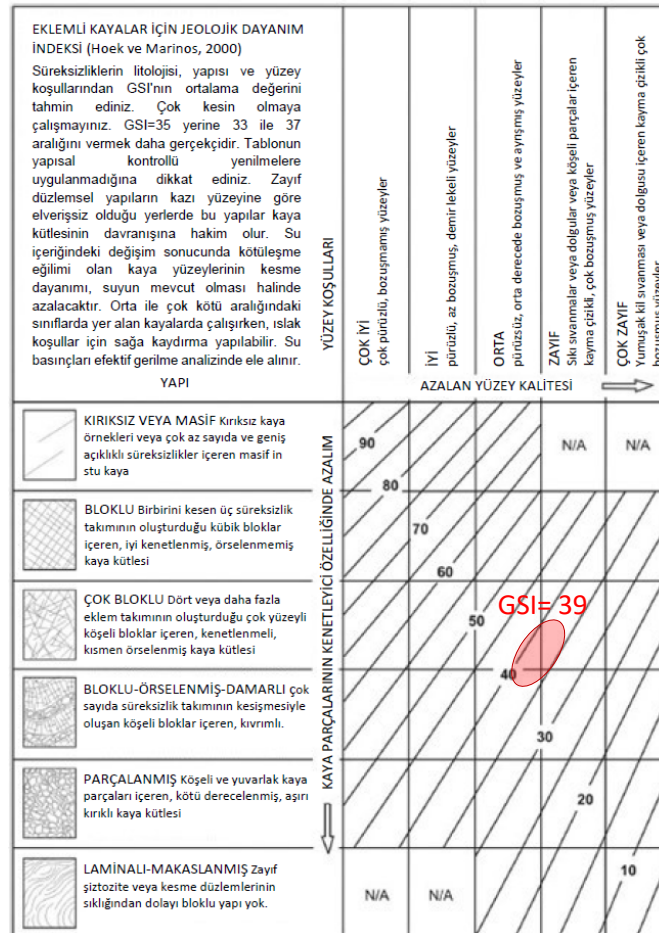 EKLEMLİ KAYALAR İÇİN JEOLOJİK DAYANIM
İNDEKSİ (Hoek ve Marinos, 2000)
Süreksizliklerin litolojisi, yapısı ve yüzey
koşullarından GSI'nın ortalama değerini
tahmin ediniz. Çok kesin olmaya
çalışmayınız. GSI=35 yerine 33 ile 37
aralığını vermek daha gerçekçidir. Tablonun
yapısal kontrollü yenilmelere
uygulanmadığına dikkat ediniz. Zayıf
düzlemsel yapıların kazı yüzeyine göre
elverişsiz olduğu yerlerde bu yapılar kaya
kütlesinin davranışına hakim olur. Su
içeriğindeki değişim sonucunda kötüleşme
eğilimi olan kaya yüzeylerinin kesme
dayanımı, suyun mevcut olması halinde
azalacaktır. Orta ile çok kötü aralığındaki
sınıflarda yer alan kayalarda çalışırken, ıslak
koşullar için sağa kaydırma yapılabilir. Su
basınçları efektif gerilme analizinde ele alınır.
YAPI
YÜZEY KOŞULLARI
ÇOK İYİ
çok pürüzlü, bozuşmamış yüzeyler
İYİ
pürüzlü, az bozuşmuş, demir lekeli yüzeyler
ORTA
pürüzsüz, orta derecede bozuşmuş ve ayrışmış yüzeyler
ZAYIF
Sıkı sıvanmalar veya dolgular veya köşeli parçalar içeren
kayma çizikli, çok bozuşmuş yüzeyler
ÇOK ZAYIF
Yumuşak kil sıvanması veya dolgusu içeren kayma çizikli çok
bozuşmuş yüzeyler
AZALAN YÜZEY KALİTESİ
KAYA PARÇALARININ KENETLEYİCİ ÖZELLİĞİNDE AZALIM
KIRIKSIZ VEYA MASİF Kırıksız kaya
örnekleri veya çok az sayıda ve geniş
açıklıklı süreksizlikler içeren masif in
stu kaya
90
80
N/A
N/A
BLOKLU Birbirini kesen üç süreksizlik
takımının oluşturduğu kübik bloklar
içeren, iyi kenetlenmiş, örselenmemiş
kaya kütlesi
70
60
ÇOK BLOKLU Dört veya daha fazla
eklem takımının oluşturduğu çok yüzeyli
köşeli bloklar içeren, kenetlenmeli,
kısmen örselenmiş kaya kütlesi
GSI= 39
50
40
BLOKLU-ÖRSELENMİŞ-DAMARLI Çok
sayıda süreksizlik takımının kesişmesiyle
oluşan köşeli bloklar içeren, kıvrımlı.
30
PARÇALANMIŞ Köşeli ve yuvarlak kaya
parçaları içeren, kötü derecelenmiş, aşırı
kırıklı kaya kütlesi
20
LAMİNALI-MAKASLANMIŞ Zayıf
şiztozite veya kesme düzlemlerinin
sıklığından dolayı bloklu yapı yok.
N/A
N/A
10